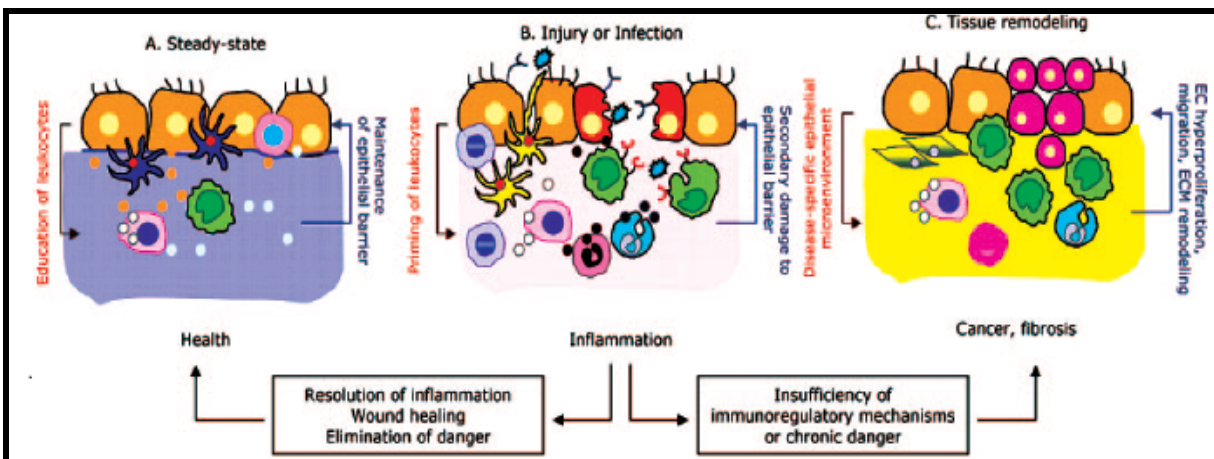 A. Steady-state
Education of leukocytes
Maintenance
of epithelial barrier
B. Injury or Infection
Priming of leukocytes
Secondary damage to
epithelial barrier
C. Tissue remodeling
Disease-specific epithelial
microenvironment
EC hyperproliferation,
migration, ECM remodeling
Health
Inflammation
Cancer, fibrosis
Resolution of inflammation
Wound healing
Elimination of danger
Insufficiency of
immunoregulatory mechanisms
or chronic danger